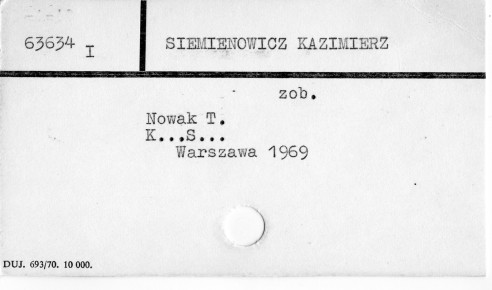 63634 I
SIEMIENOWICZ KAZIMIERZ
zob.
Nowak T.
K...S...
Warszawa 1969
DUJ. 693/70. 10 000.